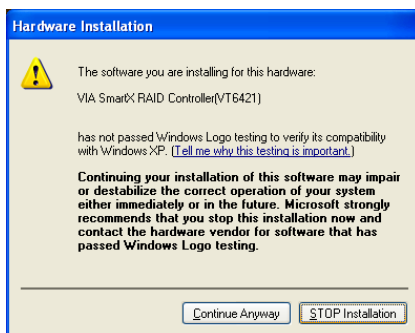 Hardware Installation
The software you are installing for this hardware:
VIA SmartX RAID Controller(VT6421)
has not passed Windows Logo testing to verify its compatibility
with Windows XP. (Tell me why this testing is important.)
Continuing your installation of this software may impair
or destabilize the correct operation of your system
either immediately or in the future. Microsoft strongly
recommends that you stop this installation now and
contact the hardware vendor for software that has
passed Windows Logo testing.
Continue Anyway STOP Installation